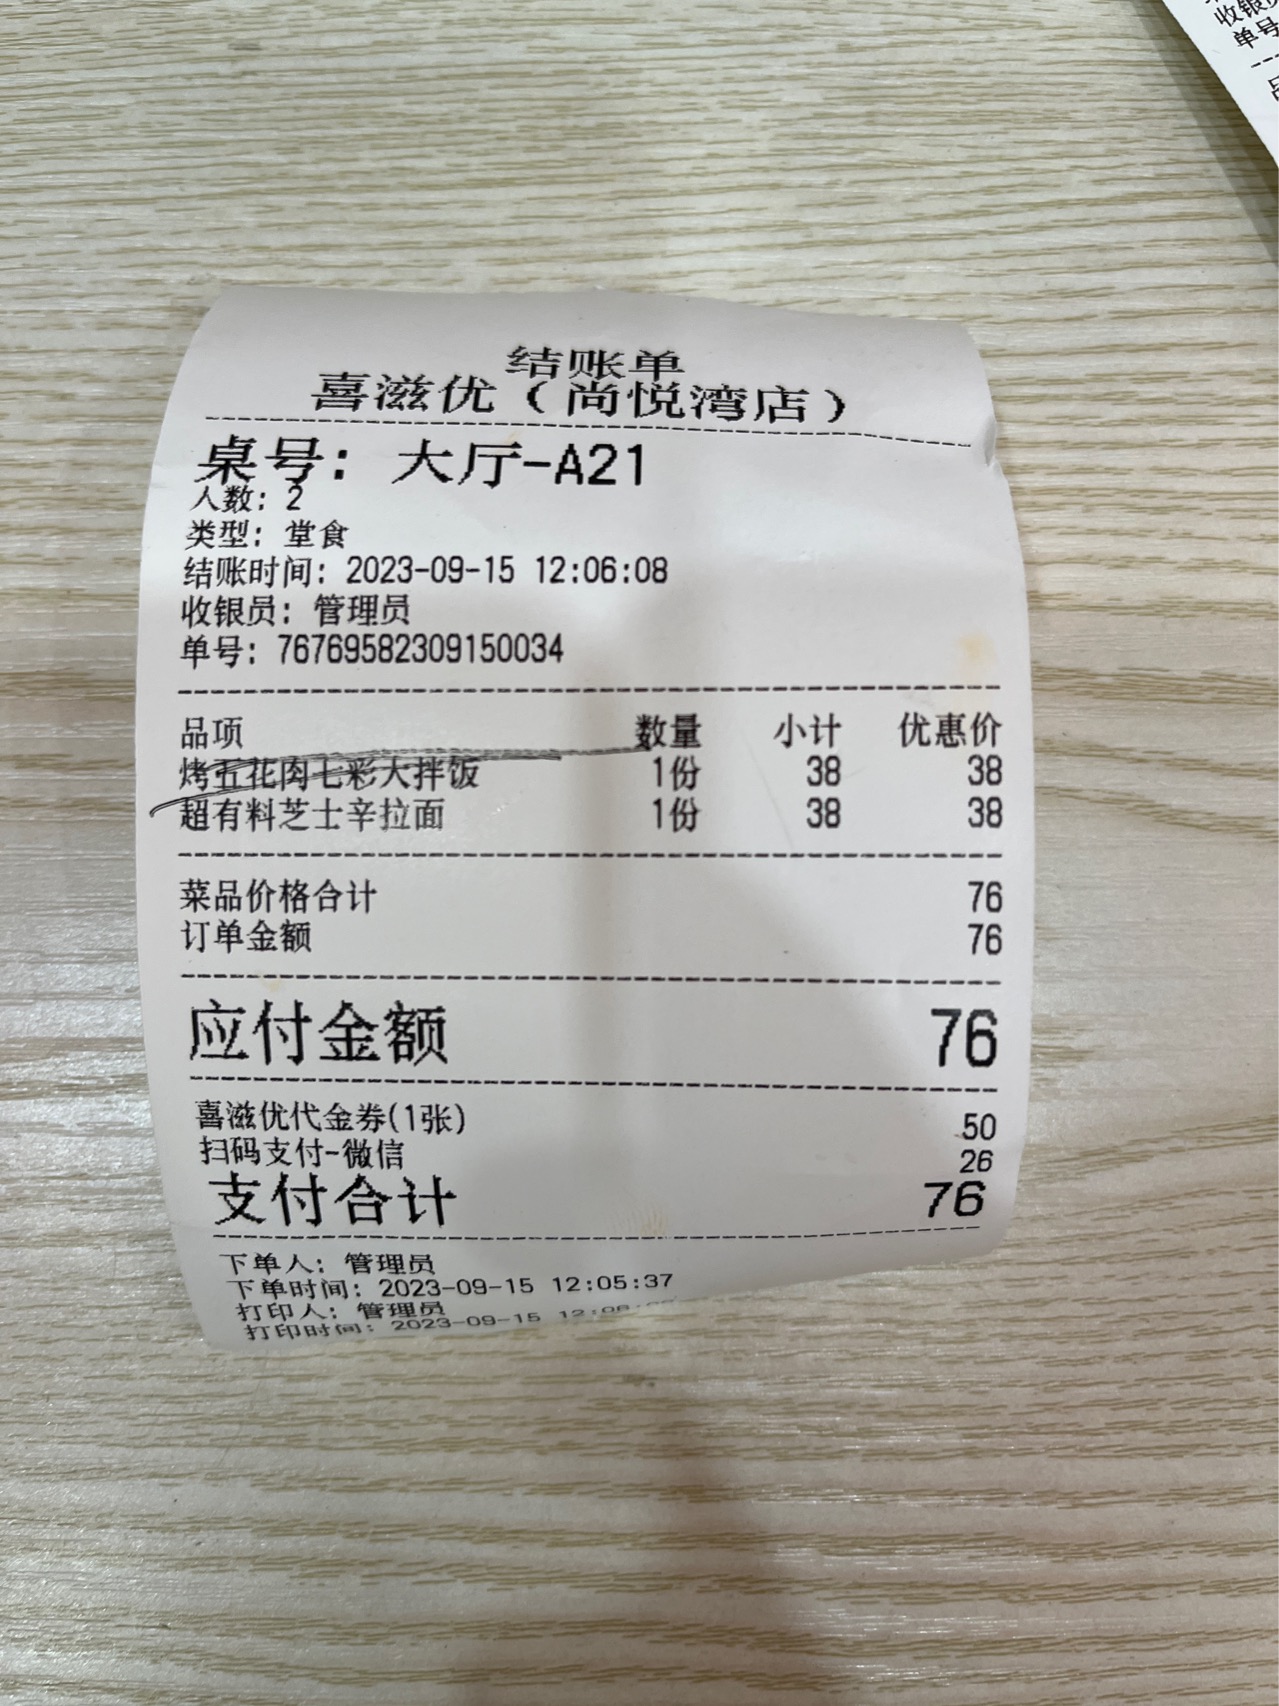 收银员
单号
结账单
喜滋优（尚悦湾店）
桌号：大厅-A21
人数：2
类型：堂食
结账时间：2023-09-15 12:06:08
收银员：管理员
单号：76769582309150034
品项 数量 小计 优惠价
烤五花肉七彩大拌饭 1份 38 38
超有料芝士辛拉面 1份 38 38
菜品价格合计 76
订单金额 76
应付金额 76
喜滋优代金券(1张) 50
扫码支付-微信 26
支付合计 76
下单人：管理员
下单时间：2023-09-15 12:05:37
打印人：管理员
打印时间：2023-09-15